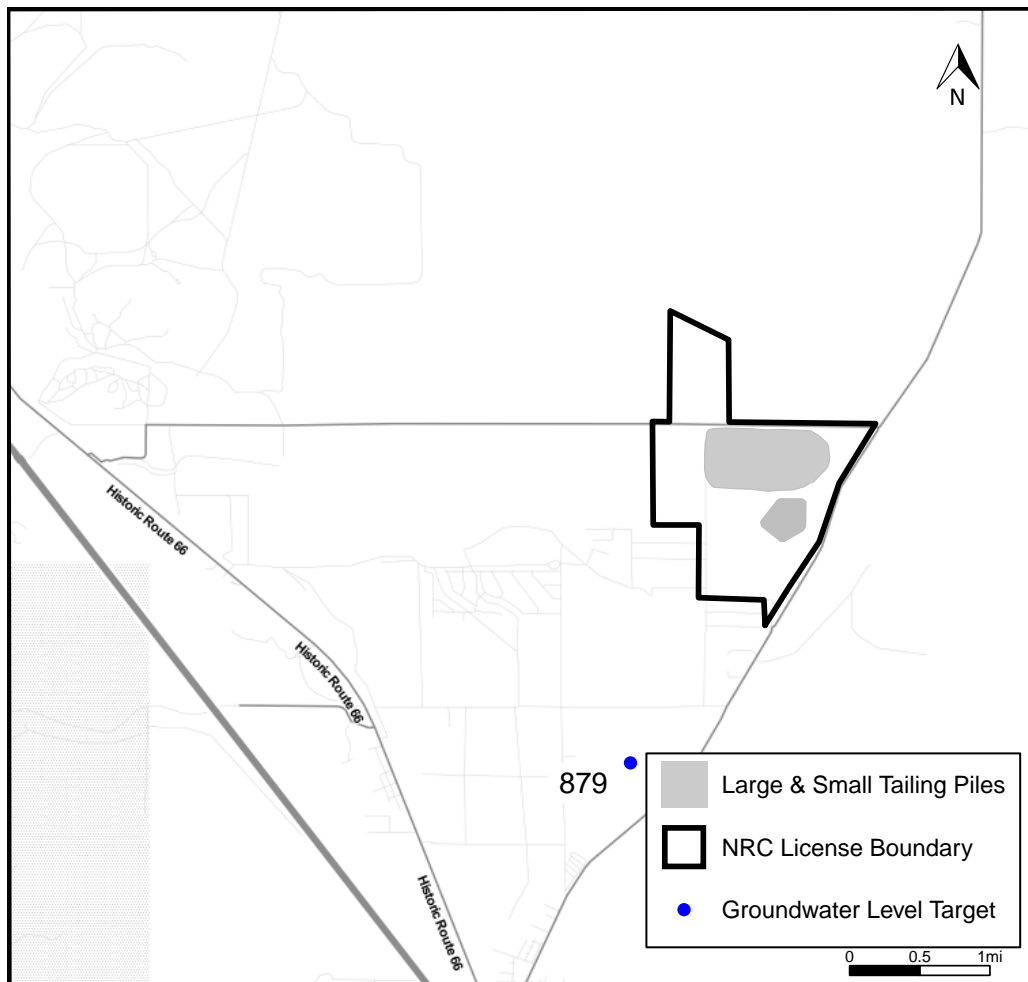 N
Historic Route 66
Historic Route 66
879
Large & Small Tailing Piles
NRC License Boundary
Historic Route 66
Groundwater Level Target
0 0.5 1mi